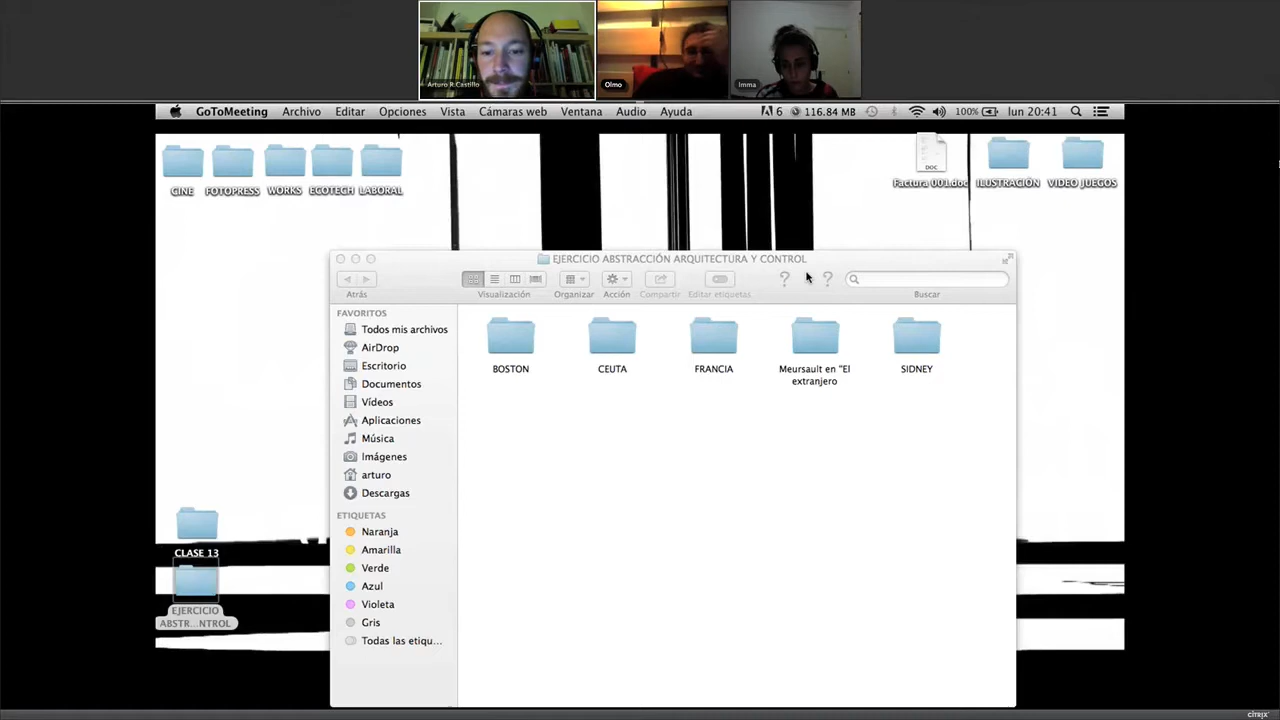 Arturo R.Castillo
Olmo
Imma
GoToMeeting Archivo Editar Opciones Vista Cámaras web Ventana Audio Ayuda 6 116.84 MB 100% lun 20:41
CINE FOTOPRESS WORKS ECOTECH LABORAL
DOC
Factura 001.doc ILUSTRACIÓN VIDEO JUEGOS
EJERCICIO ABSTRACCIÓN ARQUITECTURA Y CONTROL
? ?
Atrás Visualización Organizar Acción Compartir Editar etiquetas Buscar
FAVORITOS
Todos mis archivos
AirDrop
Escritorio
Documentos
Vídeos
Aplicaciones
Música
Imágenes
arturo
Descargas
ETIQUETAS
Naranja
Amarilla
Verde
Azul
Violeta
Gris
Todas las etiqu...
BOSTON CEUTA FRANCIA Meursault en "El
extranjero
SIDNEY
CLASE 13
EJERCICIO
ABSTR...NTROL
CITRIX